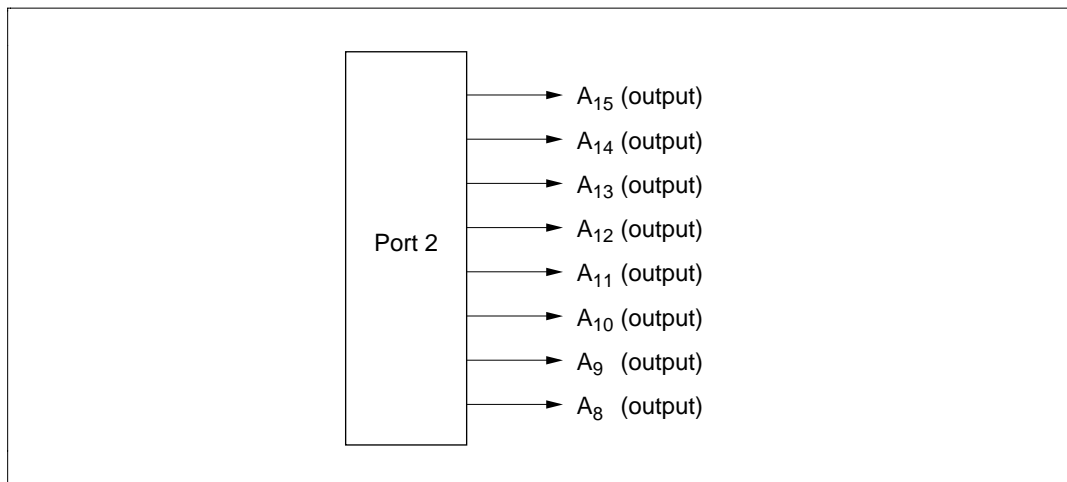 A15 (output)
A14 (output)
A13 (output)
A12 (output)
Port 2
A11 (output)
A10 (output)
A9 (output)
A8 (output)